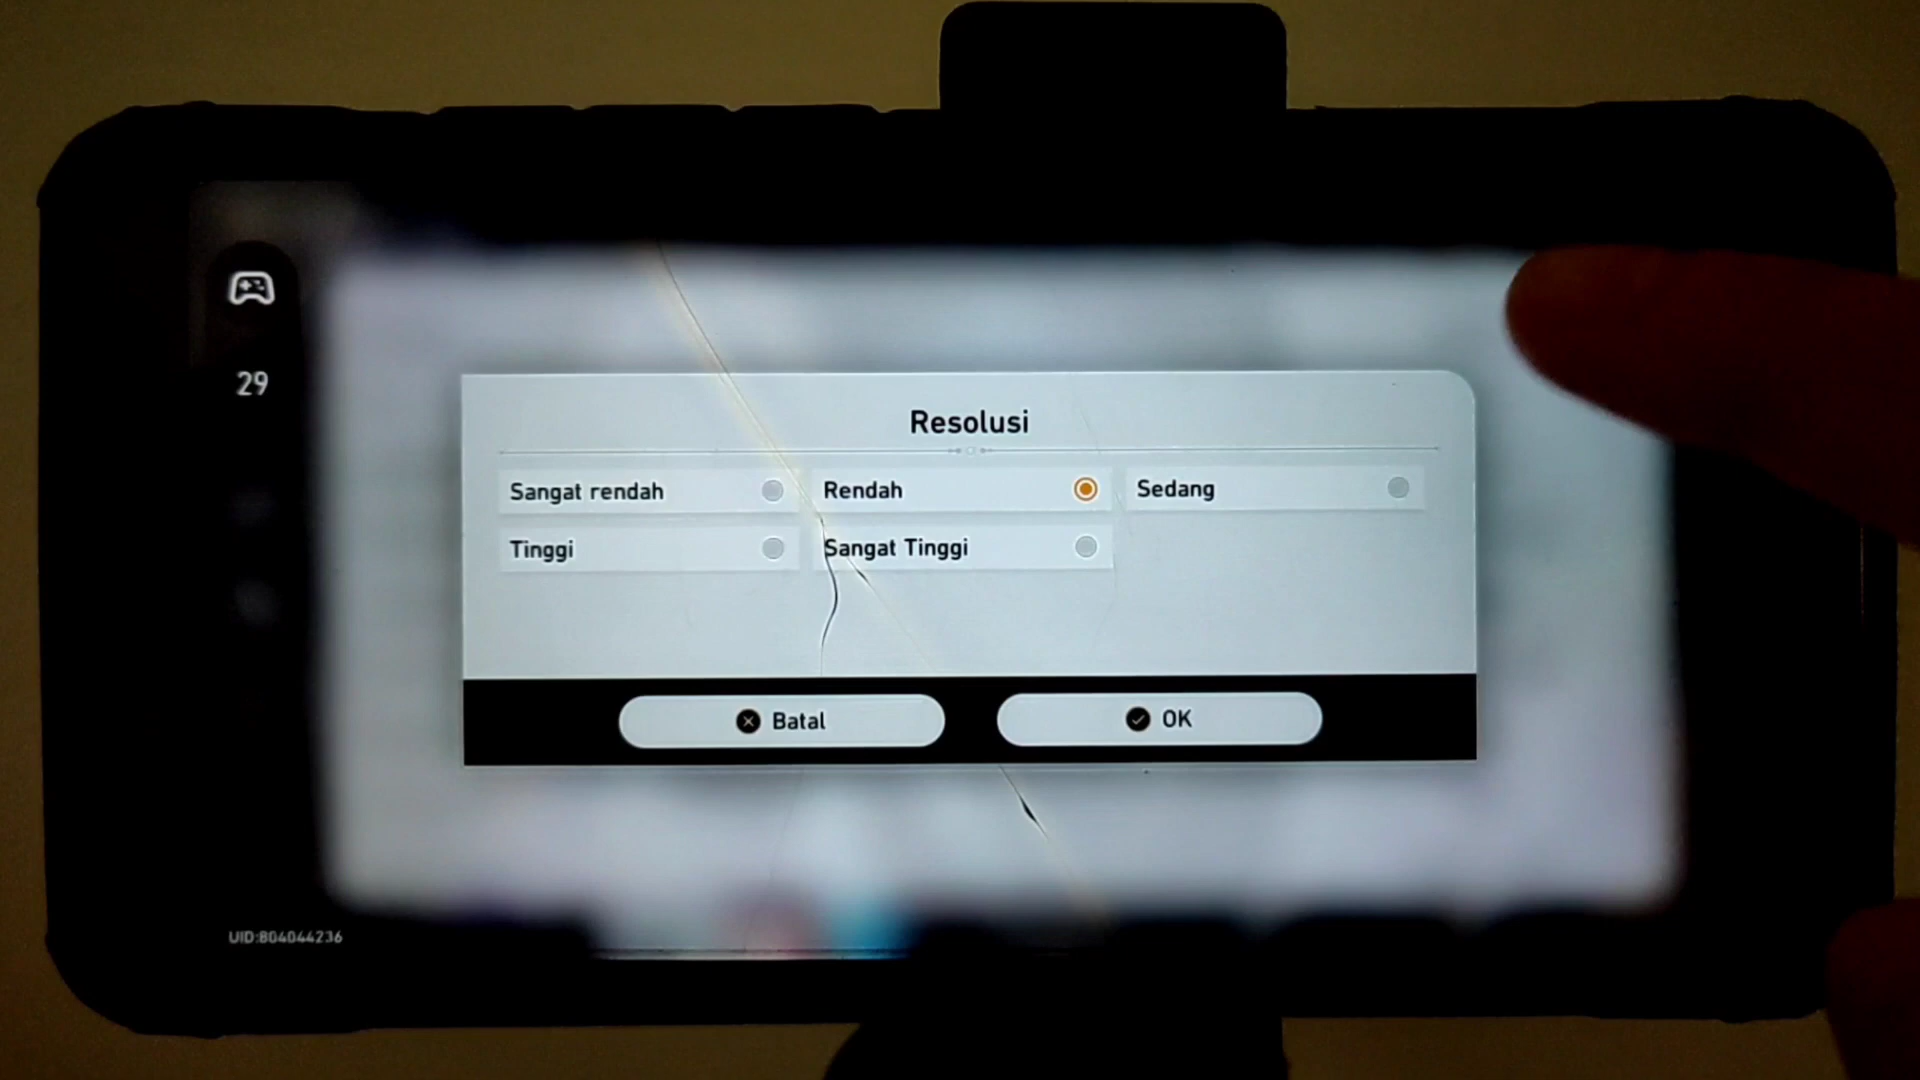 29
Resolusi
Sangat rendah
Rendah
Sedang
Tinggi
Sangat Tinggi
Batal
OK
UID:804044236